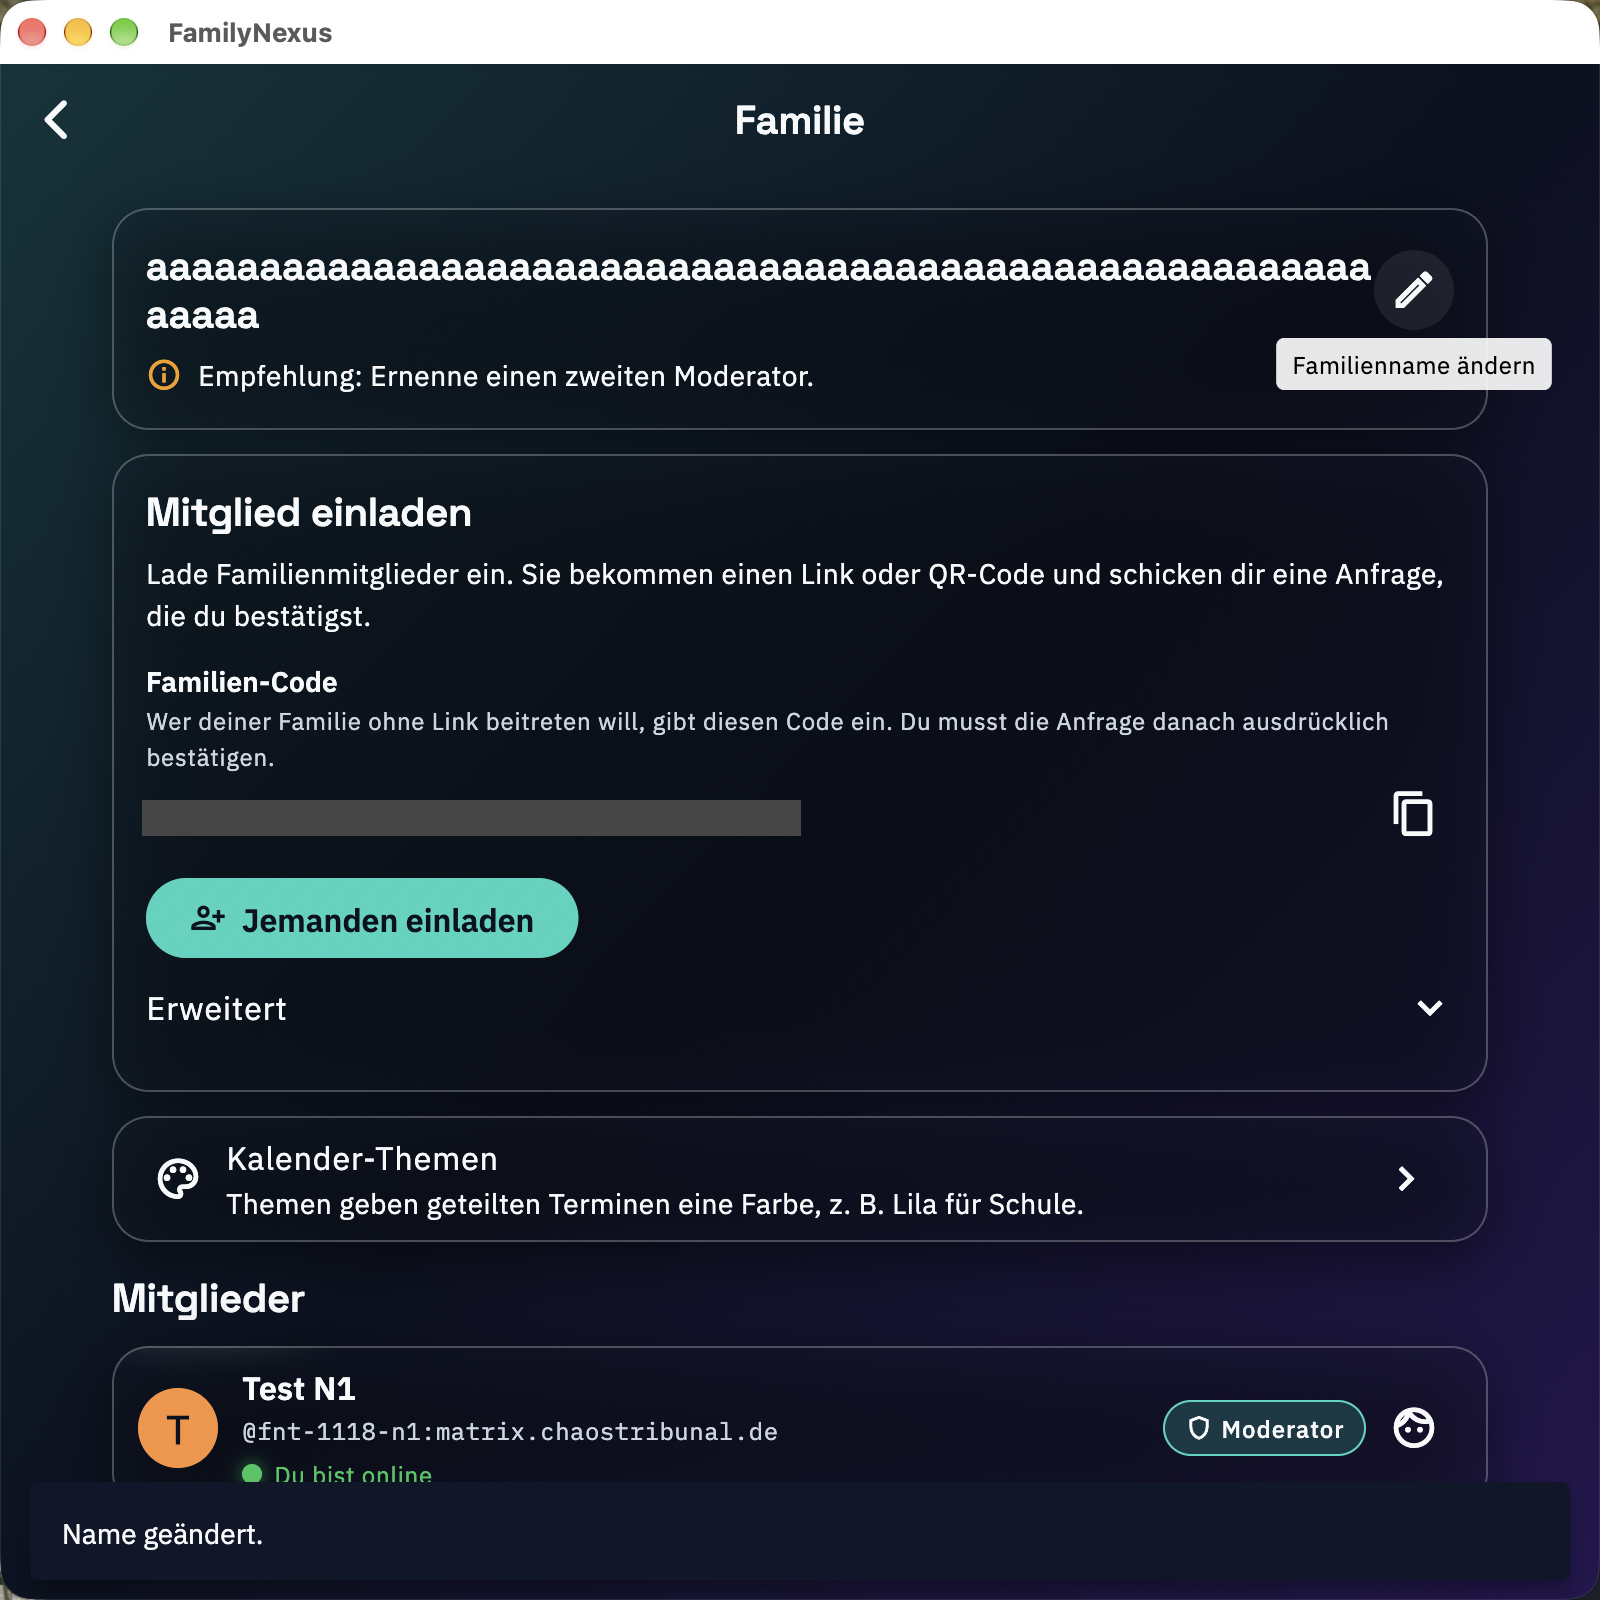 FamilyNexus
Familie
aaaaaaaaaaaaaaaaaaaaaaaaaaaaaaaaaaaaaaaaaaaaaaaaaaaaaa
aaaaa
Empfehlung: Ernenne einen zweiten Moderator.
Familienname ändern
Mitglied einladen
Lade Familienmitglieder ein. Sie bekommen einen Link oder QR-Code und schicken dir eine Anfrage,
die du bestätigst.
Familien-Code
Wer deiner Familie ohne Link beitreten will, gibt diesen Code ein. Du musst die Anfrage danach ausdrücklich
bestätigen.
Jemanden einladen
Erweitert
Kalender-Themen
Themen geben geteilten Terminen eine Farbe, z. B. Lila für Schule.
Mitglieder
T
Test N1
@fnt-1118-n1:matrix.chaostribunal.de
Moderator
Du bist online
Name geändert.